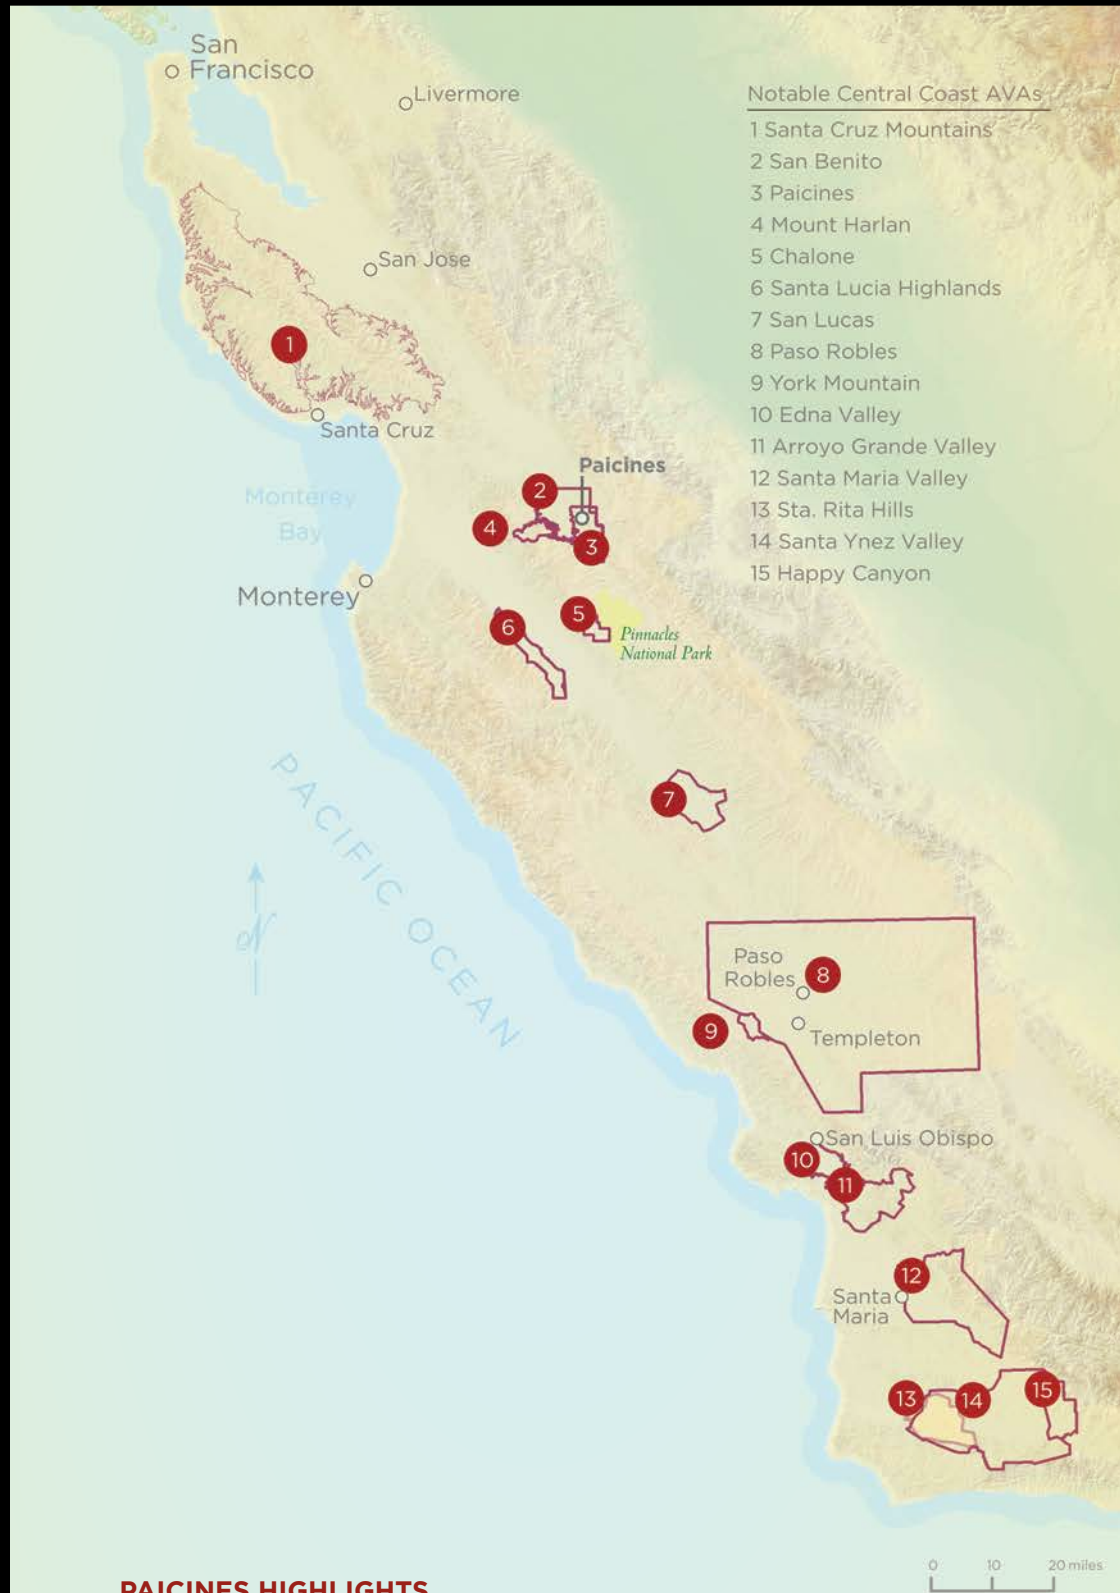 San
Francisco
Livermore
Notable Central Coast AVAs
1 Santa Cruz Mountains
2 San Benito
3 Paicines
4 Mount Harlan
5 Chalone
6 Santa Lucia Highlands
7 San Lucas
8 Paso Robles
9 York Mountain
10 Edna Valley
11 Arroyo Grande Valley
12 Santa Maria Valley
13 Sta. Rita Hills
14 Santa Ynez Valley
15 Happy Canyon
San Jose
1
Santa Cruz
Paicines
2
Monterey
Bay
4
3
Monterey
5
6
Pinnacles
National Park
PACIFIC OCEAN
7
N
Paso
Robles
8
9
Templeton
San Luis Obispo
10
11
12
Santa
Maria
13
14
15
0 10 20 miles
PAICINES HIGHLIGHTS